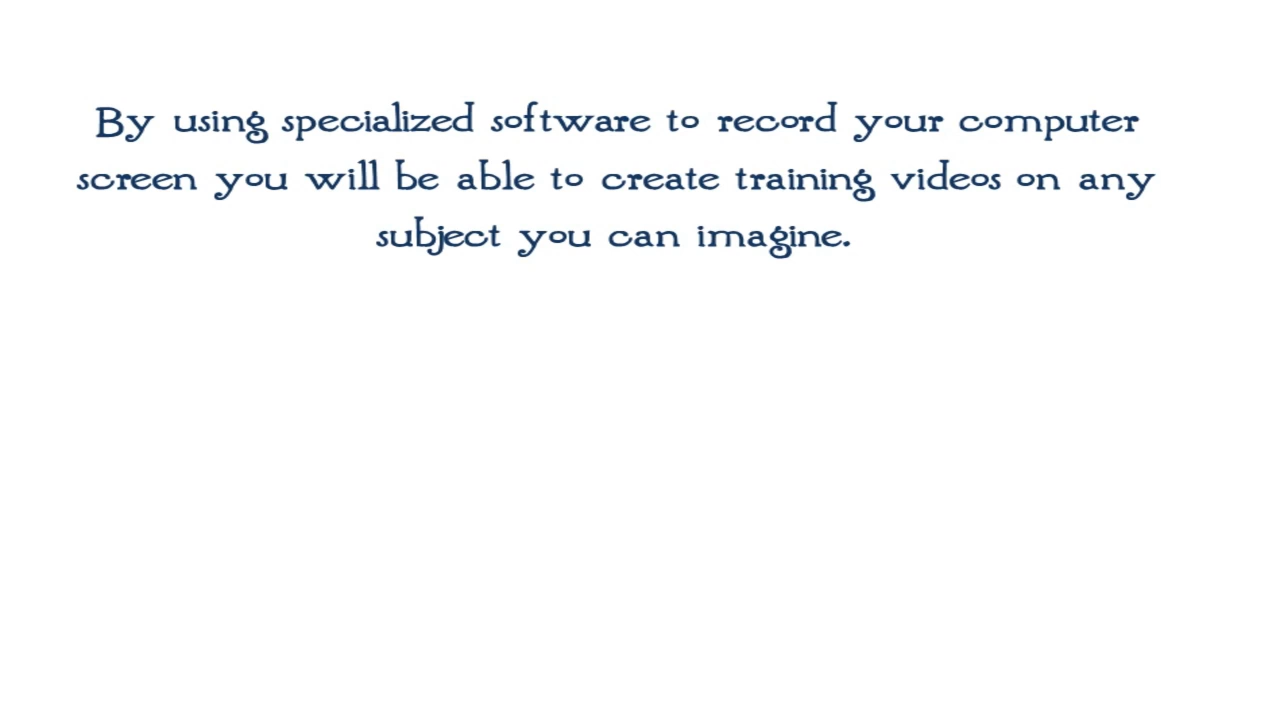 By using specialized software to record your computer
screen you will be able to create training videos on any
subject you can imagine.